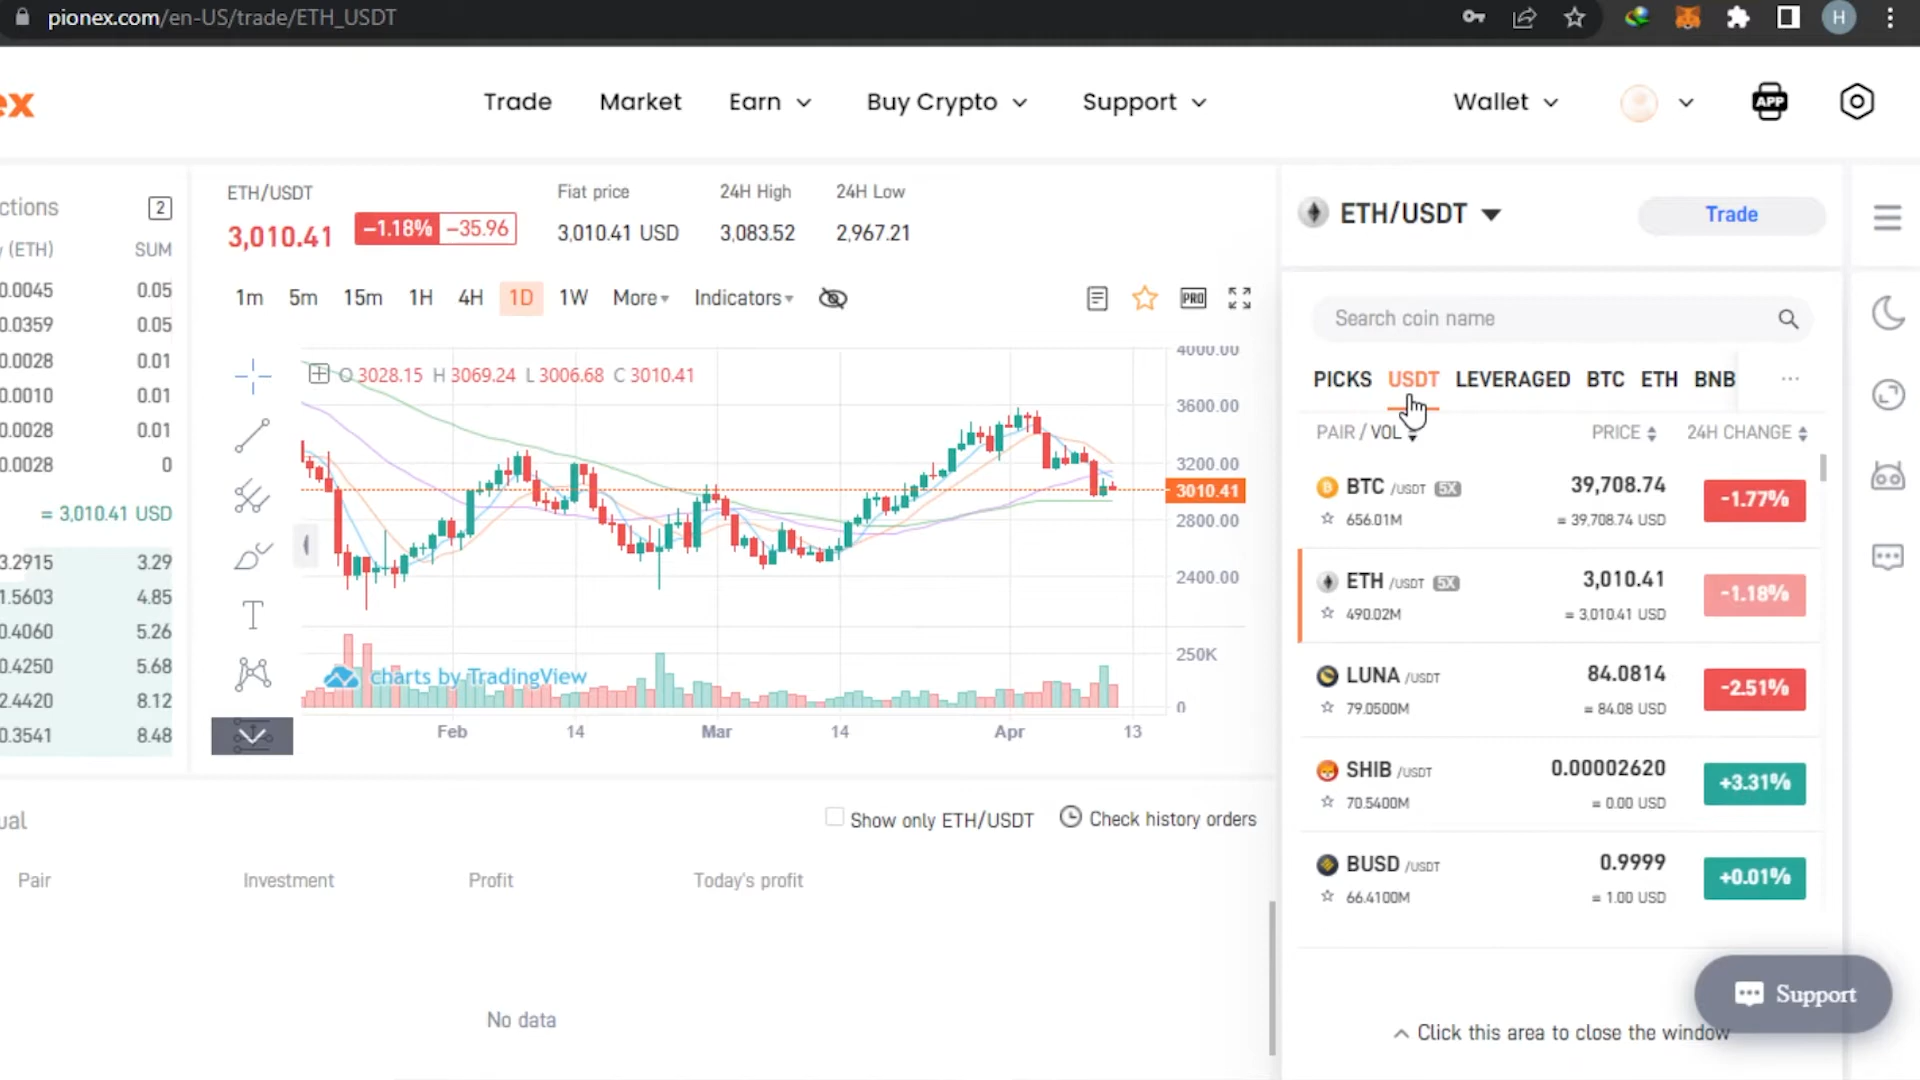 pionex.com/en-US/trade/ETH_USDT
H
ex
Trade
Market
Earn
Buy Crypto
Support
Wallet
APP
ctions
2
(ETH)
SUM
0.0045 0.05
0.0359 0.05
0.0028 0.01
0.0010 0.01
0.0028 0.01
0.0028 0
= 3,010.41 USD
3.2915 3.29
1.5603 4.85
0.4060 5.26
0.4250 5.68
2.4420 8.12
0.3541 8.48
ETH/USDT
3,010.41
-1.18% -35.96
Fiat price
3,010.41 USD
24H High
3,083.52
24H Low
2,967.21
1m 5m 15m 1H 4H 1D 1W More Indicators
PRO
O 3028.15 H 3069.24 L 3006.68 C 3010.41
4000.00
3600.00
3200.00
3010.41
2800.00
2400.00
250K
0
T
charts by TradingView
Feb 14 Mar 14 Apr 13
ual
Show only ETH/USDT
Check history orders
Pair Investment Profit Today's profit
No data
ETH/USDT
Trade
Search coin name
PICKS USDT LEVERAGED BTC ETH BNB ...
PAIR / VOL PRICE 24H CHANGE
BTC /USDT 5X 39,708.74 -1.77%
656.01M = 39,708.74 USD
ETH /USDT 5X 3,010.41 -1.18%
490.02M = 3,010.41 USD
LUNA /USDT 84.0814 -2.51%
79.0500M = 84.08 USD
SHIB /USDT 0.00002620 +3.31%
70.5400M = 0.00 USD
BUSD /USDT 0.9999 +0.01%
66.4100M = 1.00 USD
Support
Click this area to close the window